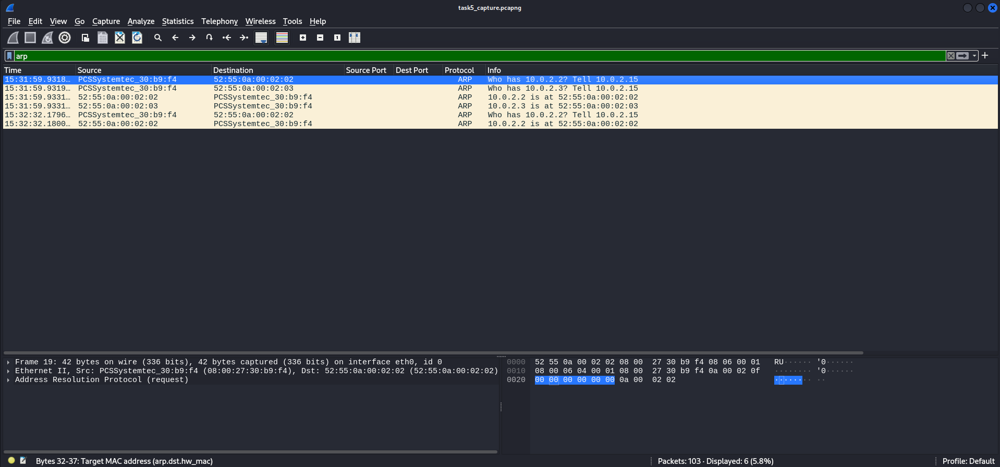 task5_capture.pcapng
File Edit View Go Capture Analyze Statistics Telephony Wireless Tools Help
arp
Time Source Destination Source Port Dest Port Protocol Info
15:31:59.9318… PCSSystemtec_30:b9:f4 52:55:0a:00:02:02 ARP Who has 10.0.2.2? Tell 10.0.2.15
15:31:59.9319… PCSSystemtec_30:b9:f4 52:55:0a:00:02:03 ARP Who has 10.0.2.3? Tell 10.0.2.15
15:31:59.9331… 52:55:0a:00:02:02 PCSSystemtec_30:b9:f4 ARP 10.0.2.2 is at 52:55:0a:00:02:02
15:31:59.9331… 52:55:0a:00:02:03 PCSSystemtec_30:b9:f4 ARP 10.0.2.3 is at 52:55:0a:00:02:03
15:32:32.1796… PCSSystemtec_30:b9:f4 52:55:0a:00:02:02 ARP Who has 10.0.2.2? Tell 10.0.2.15
15:32:32.1800… 52:55:0a:00:02:02 PCSSystemtec_30:b9:f4 ARP 10.0.2.2 is at 52:55:0a:00:02:02
Frame 19: 42 bytes on wire (336 bits), 42 bytes captured (336 bits) on interface eth0, id 0
Ethernet II, Src: PCSSystemtec_30:b9:f4 (08:00:27:30:b9:f4), Dst: 52:55:0a:00:02:02 (52:55:0a:00:02:02)
Address Resolution Protocol (request)
0000 52 55 0a 00 02 02 08 00 27 30 b9 f4 08 06 00 01 RU······ '0······
0010 08 00 06 04 00 01 08 00 27 30 b9 f4 0a 00 02 0f ········ '0······
0020 00 00 00 00 00 00 0a 00 02 02 ········ ··
Bytes 32-37: Target MAC address (arp.dst.hw_mac)
Packets: 103 · Displayed: 6 (5.8%)
Profile: Default